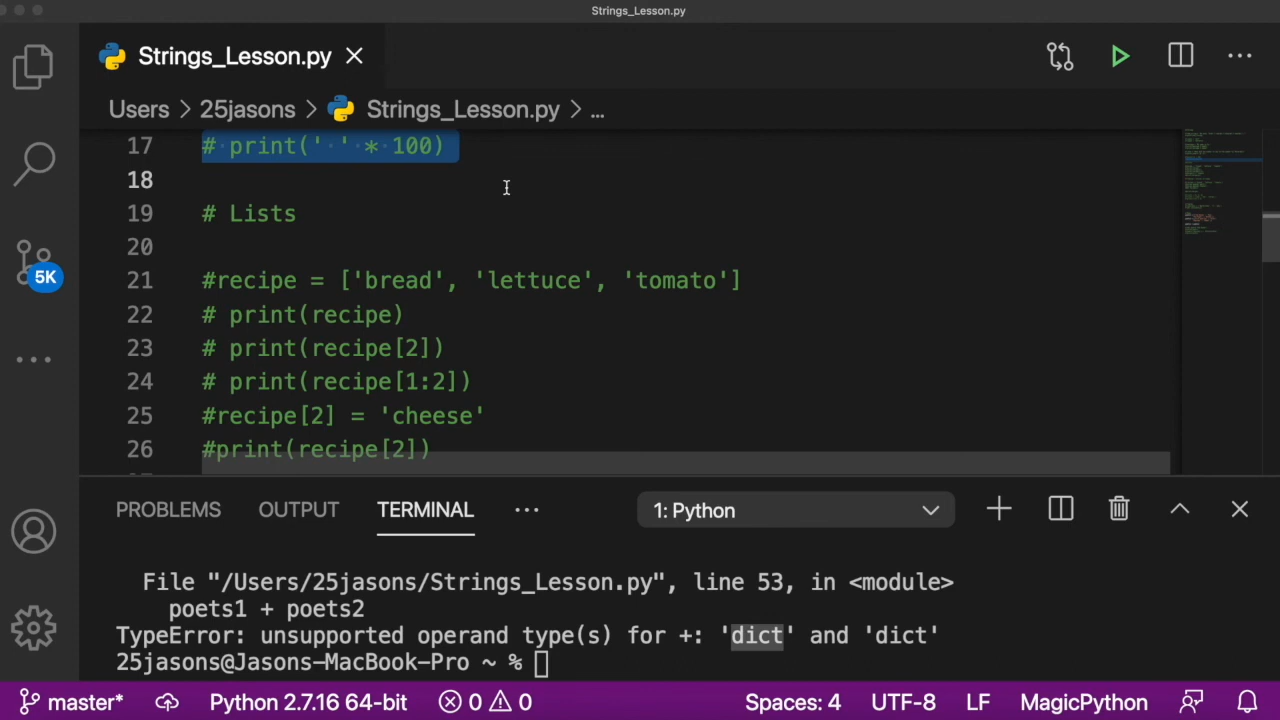 Strings_Lesson.py
Strings_Lesson.py
Users > 25jasons > Strings_Lesson.py > ...
17 # print(' ' * 100)
18
19 # Lists
20
21 #recipe = ['bread', 'lettuce', 'tomato']
22 # print(recipe)
23 # print(recipe[2])
24 # print(recipe[1:2])
25 #recipe[2] = 'cheese'
26 #print(recipe[2])
5K
PROBLEMS OUTPUT TERMINAL ... 1: Python
File "/Users/25jasons/Strings_Lesson.py", line 53, in <module>
poets1 + poets2
TypeError: unsupported operand type(s) for +: 'dict' and 'dict'
25jasons@Jasons-MacBook-Pro ~ %
master* Python 2.7.16 64-bit 0 0 Spaces: 4 UTF-8 LF MagicPython